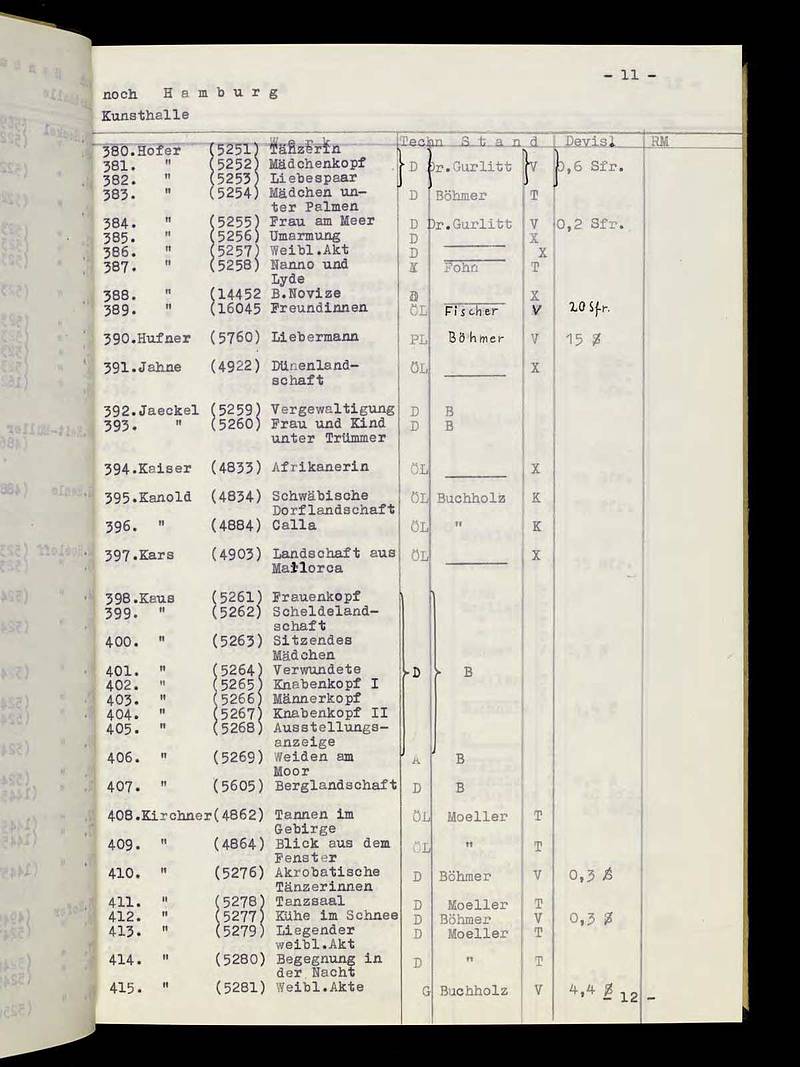 - 11 -
noch H a m b u r g
Kunsthalle
W e r k Techn S t a n d Devis. RM
380.Hofer (5251) Tänzerin
381. " (5252) Mädchenkopf D Dr.Gurlitt V 0,6 Sfr.
382. " (5253) Liebespaar
383. " (5254) Mädchen un- D Böhmer T
ter Palmen
384. " (5255) Frau am Meer D Dr.Gurlitt V 0,2 Sfr.
385. " (5256) Umarmung D X
386. " (5257) Weibl.Akt D X
387. " (5258) Nanno und X Fohn T
Lyde
388. " (14452 B.Novize X
389. " (16045 Freundinnen ÖL Fischer V 20 Sfr.
390.Hufner (5760) Liebermann PL Böhmer V 15 $
391.Jahne (4922) Dünenland- ÖL X
schaft
392.Jaeckel (5259) Vergewaltigung D B
393. " (5260) Frau und Kind D B
unter Trümmer
394.Kaiser (4833) Afrikanerin ÖL X
395.Kanold (4834) Schwäbische ÖL Buchholz K
Dorflandschaft
396. " (4884) Calla ÖL " K
397.Kars (4903) Landschaft aus ÖL X
Mallorca
398.Kaus (5261) Frauenkopf
399. " (5262) Scheldeland-
schaft
400. " (5263) Sitzendes
Mädchen
401. " (5264) Verwundete D B
402. " (5265) Knabenkopf I
403. " (5266) Männerkopf
404. " (5267) Knabenkopf II
405. " (5268) Ausstellungs-
anzeige
406. " (5269) Weiden am A B
Moor
407. " (5605) Berglandschaft D B
408.Kirchner(4862) Tannen im ÖL Moeller T
Gebirge
409. " (4864) Blick aus dem ÖL " T
Fenster
410. " (5276) Akrobatische D Böhmer V 0,3 $
Tänzerinnen
411. " (5278) Tanzsaal D Moeller T
412. " (5277) Kühe im Schnee D Böhmer V 0,3 $
413. " (5279) Liegender D Moeller T
weibl.Akt
414. " (5280) Begegnung in D " T
der Nacht
415. " (5281) Weibl.Akte G Buchholz V 4,4 $
- 12 -